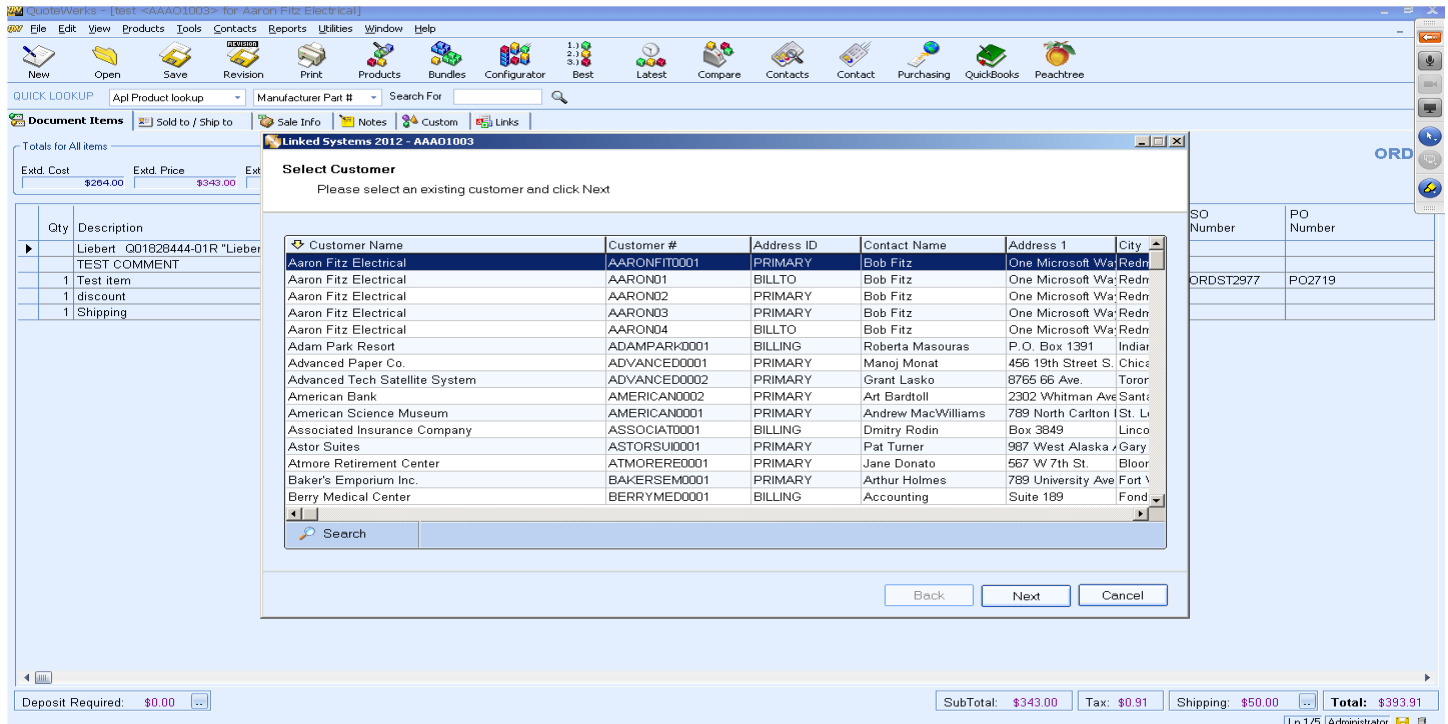 QuoteWerks - [test <AAAO1003> for Aaron Fitz Electrical]
File Edit View Products Tools Contacts Reports Utilities Window Help
REVISION
1.)
2.)
3.)
New Open Save Revision Print Products Bundles Configurator Best Latest Compare Contacts Contact Purchasing QuickBooks Peachtree
QUICK LOOKUP Apl Product lookup Manufacturer Part # Search For
Document Items Sold to / Ship to Sale Info Notes Custom Links
Linked Systems 2012 - AAAO1003
Totals for All items
ORD
Extd. Cost Extd. Price Ext
$264.00 $343.00
Select Customer
Please select an existing customer and click Next
Qty Description SO Number PO Number
Liebert Q01828444-01R "Lieber
TEST COMMENT
1 Test item ORDST2977 PO2719
1 discount
1 Shipping
Customer Name Customer # Address ID Contact Name Address 1 City
Aaron Fitz Electrical AARONFIT0001 PRIMARY Bob Fitz One Microsoft Wa Redm
Aaron Fitz Electrical AARON01 BILLTO Bob Fitz One Microsoft Wa Redm
Aaron Fitz Electrical AARON02 PRIMARY Bob Fitz One Microsoft Wa Redm
Aaron Fitz Electrical AARON03 PRIMARY Bob Fitz One Microsoft Wa Redm
Aaron Fitz Electrical AARON04 BILLTO Bob Fitz One Microsoft Wa Redm
Adam Park Resort ADAMPARK0001 BILLING Roberta Masouras P.O. Box 1391 Indian
Advanced Paper Co. ADVANCED0001 PRIMARY Manoj Monat 456 19th Street S. Chica
Advanced Tech Satellite System ADVANCED0002 PRIMARY Grant Lasko 8765 66 Ave. Toron
American Bank AMERICAN0002 PRIMARY Art Bardtoll 2302 Whitman Ave Santa
American Science Museum AMERICAN0001 PRIMARY Andrew MacWilliams 789 North Carlton St. L
Associated Insurance Company ASSOCIAT0001 BILLING Dmitry Rodin Box 3849 Linco
Astor Suites ASTORSUI0001 PRIMARY Pat Turner 987 West Alaska Gary
Atmore Retirement Center ATMORERE0001 PRIMARY Jane Donato 567 W 7th St. Bloor
Baker's Emporium Inc. BAKERSEM0001 PRIMARY Arthur Holmes 789 University Ave Fort
Berry Medical Center BERRYMED0001 BILLING Accounting Suite 189 Fond
Search
Back Next Cancel
Deposit Required: $0.00 .. SubTotal: $343.00 Tax: $0.91 Shipping: $50.00 .. Total: $393.91
Ln 1/5 Administrator